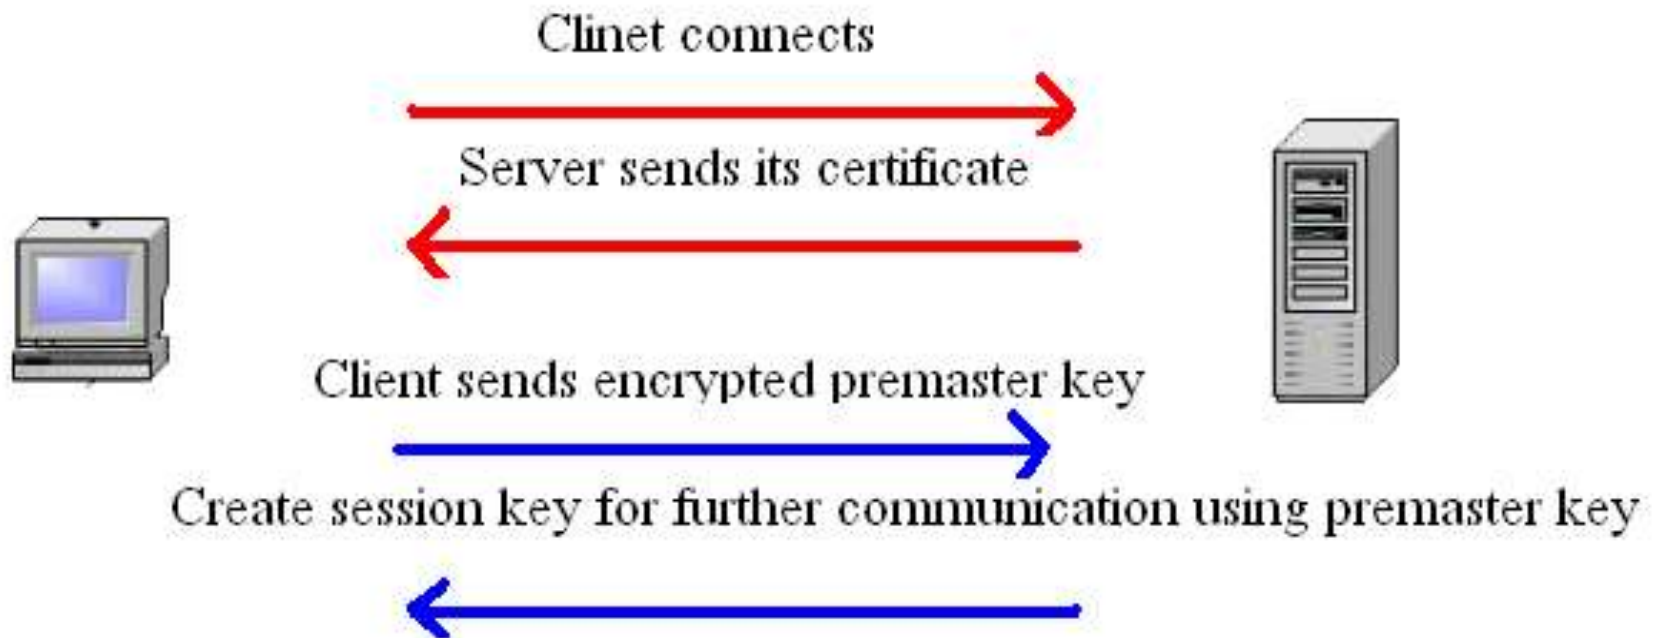 Clinet connects
Server sends its certificate
Client sends encrypted premaster key
Create session key for further communication using premaster key